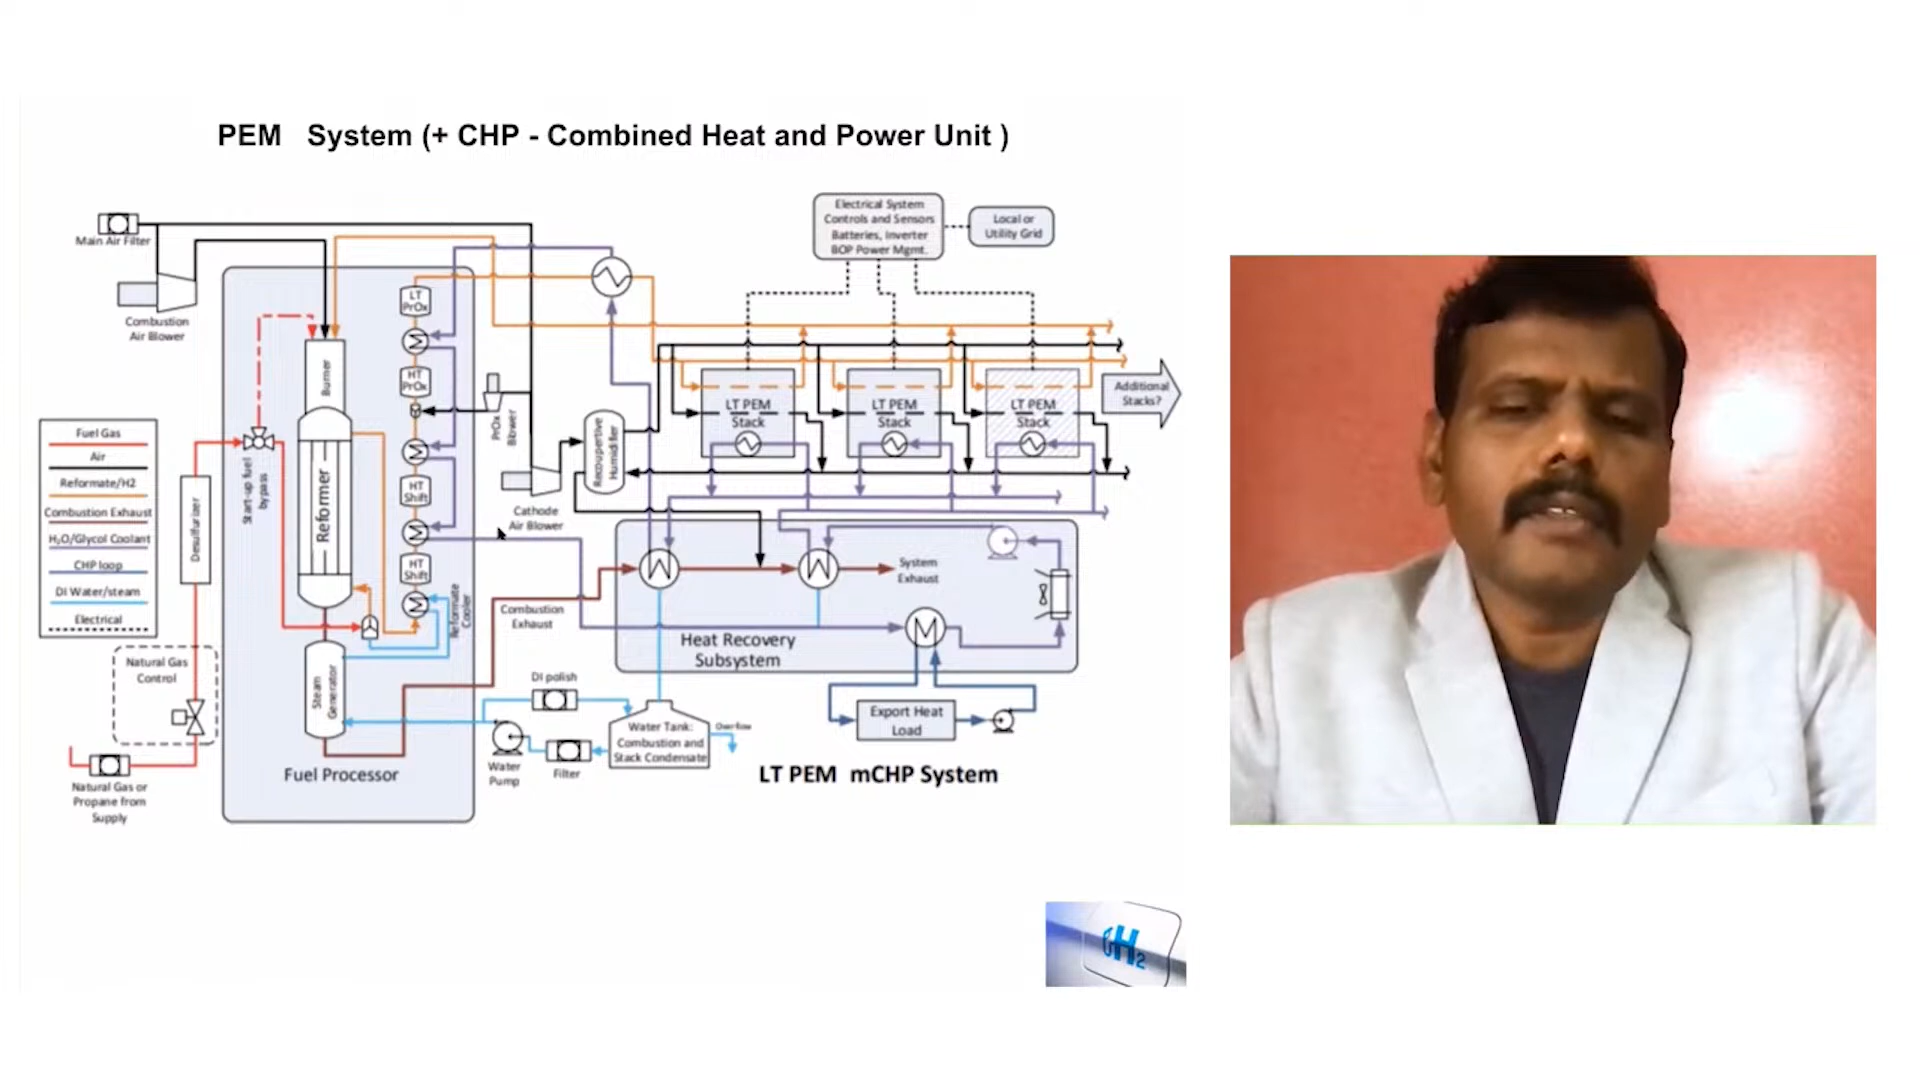 PEM System (+ CHP - Combined Heat and Power Unit )
Electrical System
Controls and Sensors
Batteries, Inverter
BOP Power Mgmt.
Local or
Utility Grid
Main Air Filter
Combustion
Air Blower
LT
PrOx
HT
PrOx
HT
Shift
HT
Shift
Burner
Reformer
Steam
Generator
Start-up fuel
bypass
Desulfurizer
PrOx
Blower
Recoupertive
Humidifier
Cathode
Air Blower
LT PEM
Stack
LT PEM
Stack
LT PEM
Stack
Additional
Stacks?
Fuel Gas
Air
Reformate/H2
Combustion Exhaust
H₂O/Glycol Coolant
CHP loop
DI Water/steam
Electrical
Natural Gas
Control
Natural Gas or
Propane from
Supply
Fuel Processor
Reformate
Cooler
Combustion
Exhaust
System
Exhaust
Heat Recovery
Subsystem
DI polish
Water
Pump
Filter
Water Tank:
Combustion and
Stack Condensate
Overflow
Export Heat
Load
LT PEM mCHP System
H2